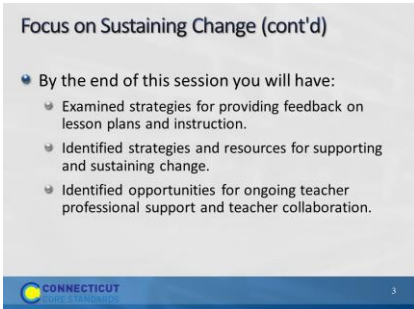 Focus on Sustaining Change (cont'd)
By the end of this session you will have:
Examined strategies for providing feedback on
lesson plans and instruction.
Identified strategies and resources for supporting
and sustaining change.
Identified opportunities for ongoing teacher
professional support and teacher collaboration.
CONNECTICUT
CORE STANDARDS
3